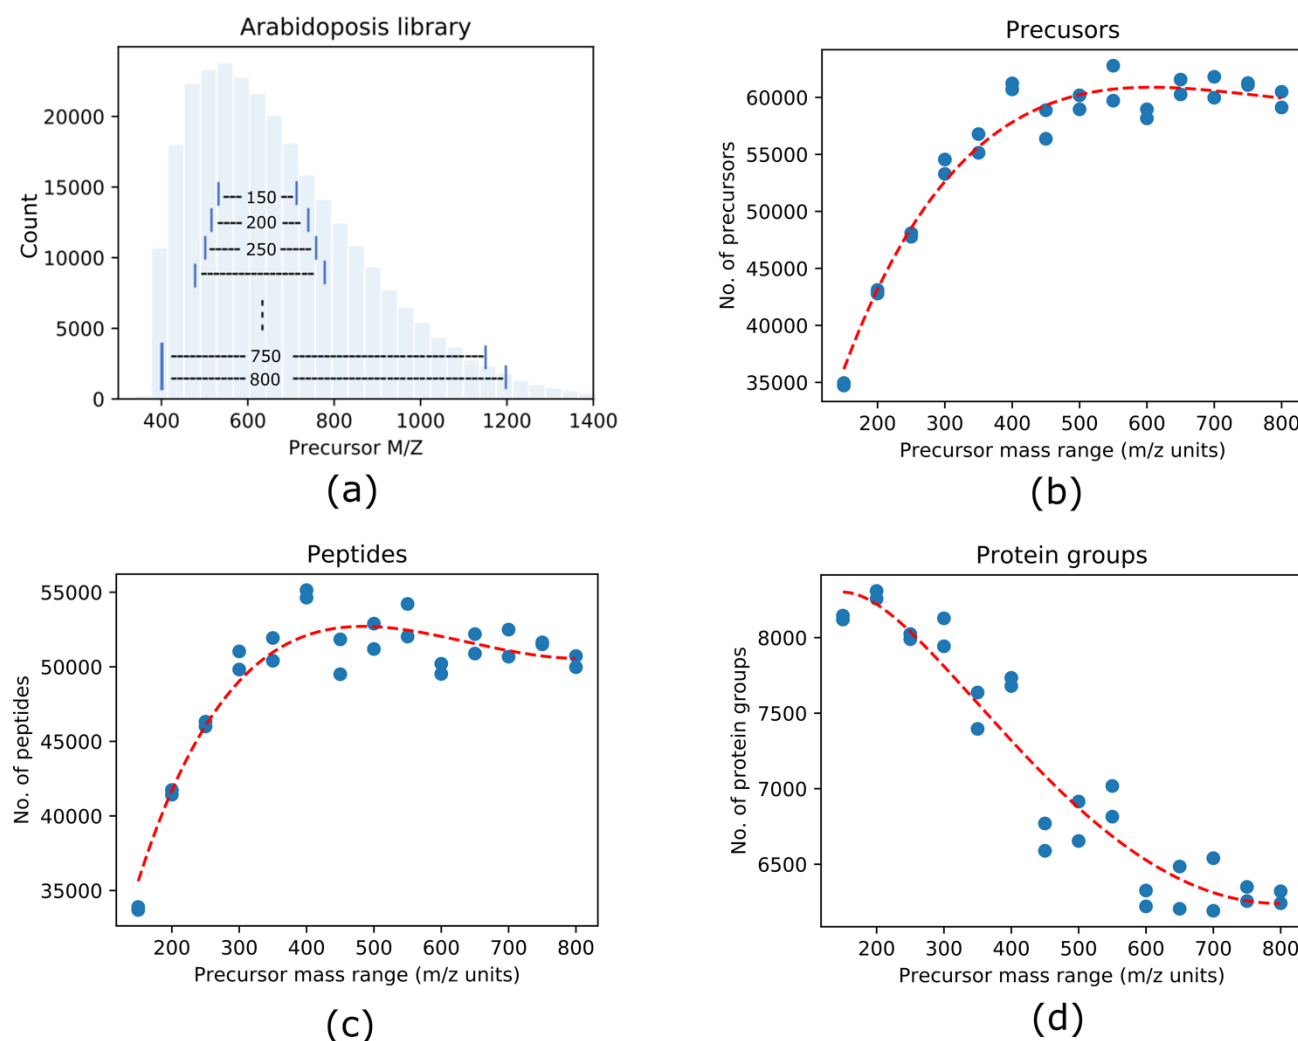 Arabidoposis library
20000
15000
10000
5000
0
Count
150
200
250
750
800
400 600 800 1000 1200 1400
Precursor M/Z
(a)
Precusors
60000
55000
50000
45000
40000
35000
No. of precursors
200 300 400 500 600 700 800
Precursor mass range (m/z units)
(b)
Peptides
55000
50000
45000
40000
35000
No. of peptides
200 300 400 500 600 700 800
Precursor mass range (m/z units)
(c)
Protein groups
8000
7500
7000
6500
No. of protein groups
200 300 400 500 600 700 800
Precursor mass range (m/z units)
(d)